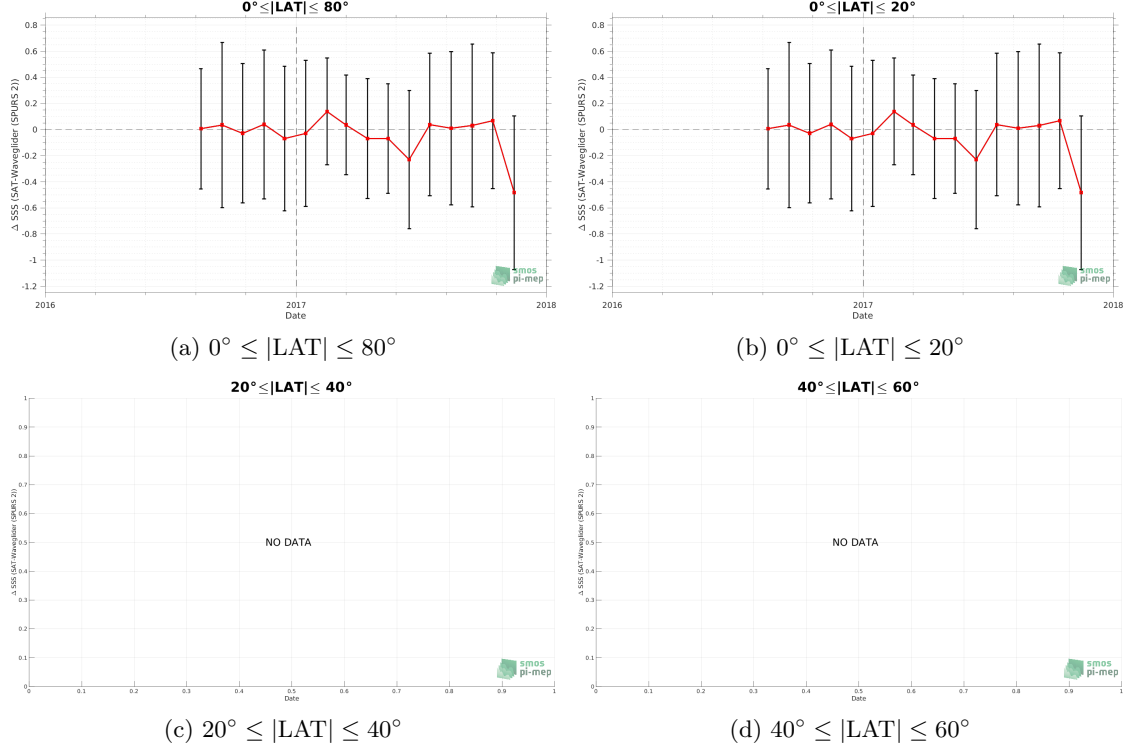 0°≤|LAT|≤ 80°
0.8
0.6
0.4
0.2
0
-0.2
-0.4
-0.6
-0.8
-1
-1.2
Δ SSS (SAT-Waveglider (SPURS 2))
2016
2017
2018
Date
smos
pi-mep
(a) 0° ≤ |LAT| ≤ 80°
0°≤|LAT|≤ 20°
0.8
0.6
0.4
0.2
0
-0.2
-0.4
-0.6
-0.8
-1
-1.2
Δ SSS (SAT-Waveglider (SPURS 2))
2016
2017
2018
Date
smos
pi-mep
(b) 0° ≤ |LAT| ≤ 20°
20°≤|LAT|≤ 40°
1
0.9
0.8
0.7
0.6
0.5
0.4
0.3
0.2
0.1
0
Δ SSS (SAT-Waveglider (SPURS 2))
NO DATA
0 0.1 0.2 0.3 0.4 0.5 0.6 0.7 0.8 0.9 1
Date
smos
pi-mep
(c) 20° ≤ |LAT| ≤ 40°
40°≤|LAT|≤ 60°
1
0.9
0.8
0.7
0.6
0.5
0.4
0.3
0.2
0.1
0
Δ SSS (SAT-Waveglider (SPURS 2))
NO DATA
0 0.1 0.2 0.3 0.4 0.5 0.6 0.7 0.8 0.9 1
Date
smos
pi-mep
(d) 40° ≤ |LAT| ≤ 60°